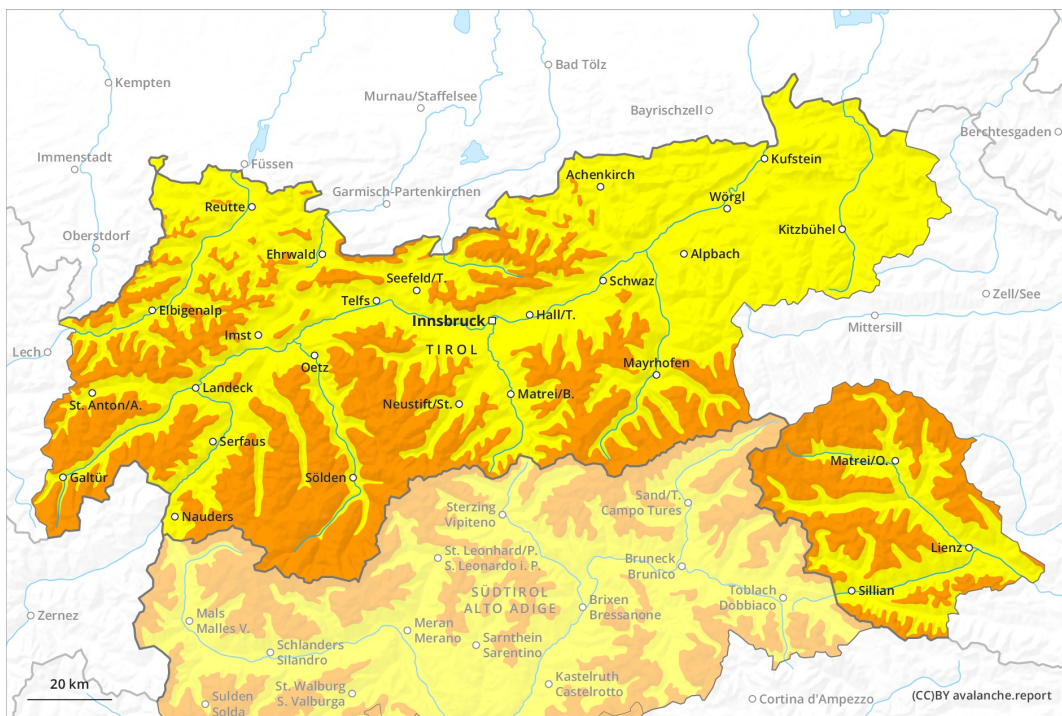 Kempten
Bad Tölz
Murnau/Staffelsee
Bayrischzell
Berchtesgaden
Immenstadt
Füssen
Kufstein
Achenkirch
Garmisch-Partenkirchen
Reutte
Wörgl
Oberstdorf
Kitzbühel
Ehrwald
Alpbach
Seefeld/T.
Schwaz
Zell/See
Telfs
Elbigenalp
Innsbruck
Hall/T.
Mittersill
Imst
TIROL
Lech
Oetz
Mayrhofen
Landeck
St. Anton/A.
Neustift/St.
Matrei/B.
Serfaus
Matrei/O.
Galtür
Sölden
Sand/T.
Campo Tures
Nauders
Sterzing
Vipiteno
Lienz
St. Leonhard/P.
S. Leonardo i. P.
Bruneck
Brunico
SÜDTIROL
ALTO ADIGE
Toblach
Dobbiaco
Sillian
Zernez
Mals
Malles V.
Brixen
Bressanone
Meran
Merano
Schlanders
Silandro
Sarnthein
Sarentino
20 km
St. Walburg
S. Valburga
Kastelruth
Castelrotto
Sulden
Solda
Cortina d'Ampezzo
(CC)BY avalanche.report